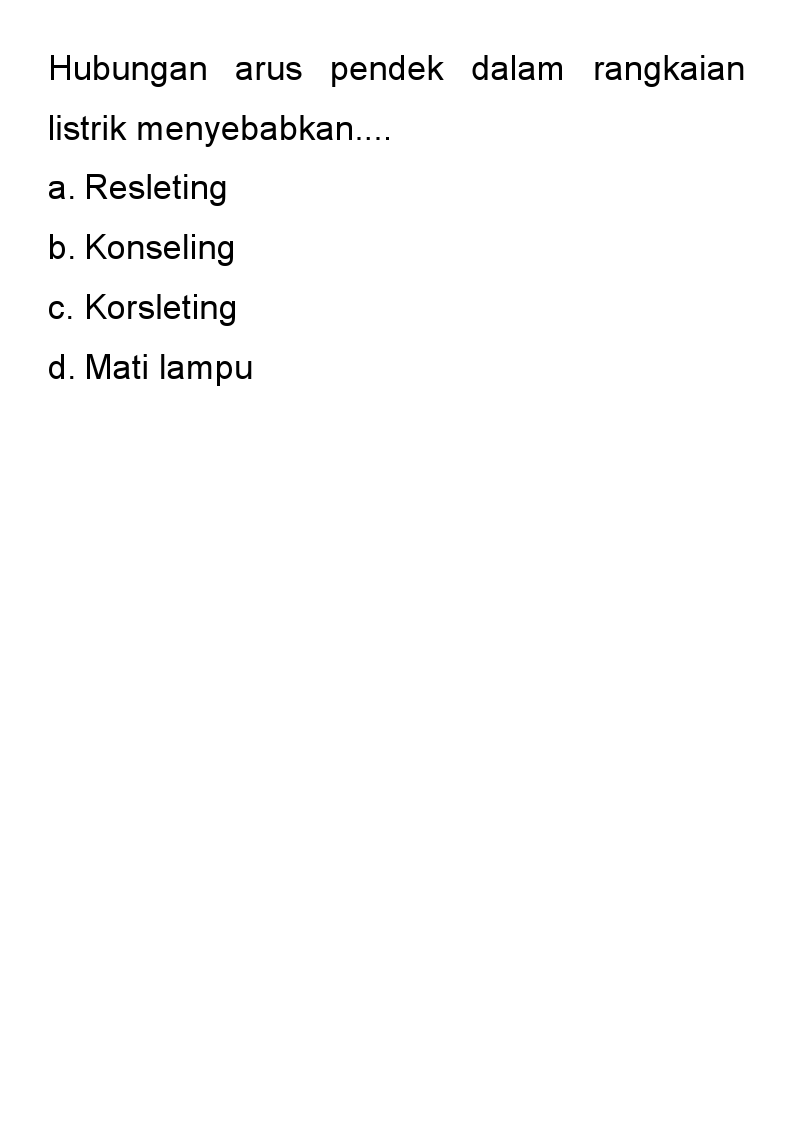 Hubungan arus pendek dalam rangkaian
listrik menyebabkan....
a. Resleting
b. Konseling
c. Korsleting
d. Mati lampu